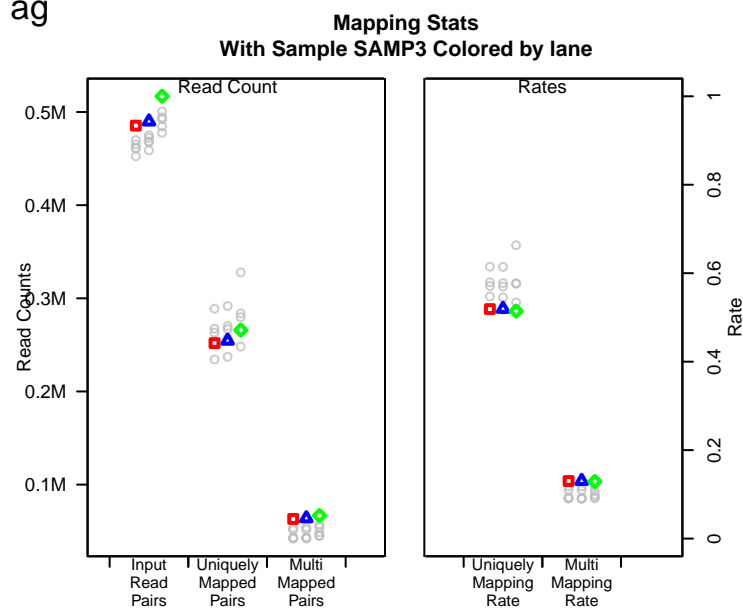 ag
Mapping Stats
With Sample SAMP3 Colored by lane
Read Count
Rates
0.5M
0.4M
0.3M
0.2M
0.1M
Read Counts
1
0.8
0.6
0.4
0.2
0
Rate
Input
Read
Pairs
Uniquely
Mapped
Pairs
Multi
Mapped
Pairs
Uniquely
Mapping
Rate
Multi
Mapping
Rate